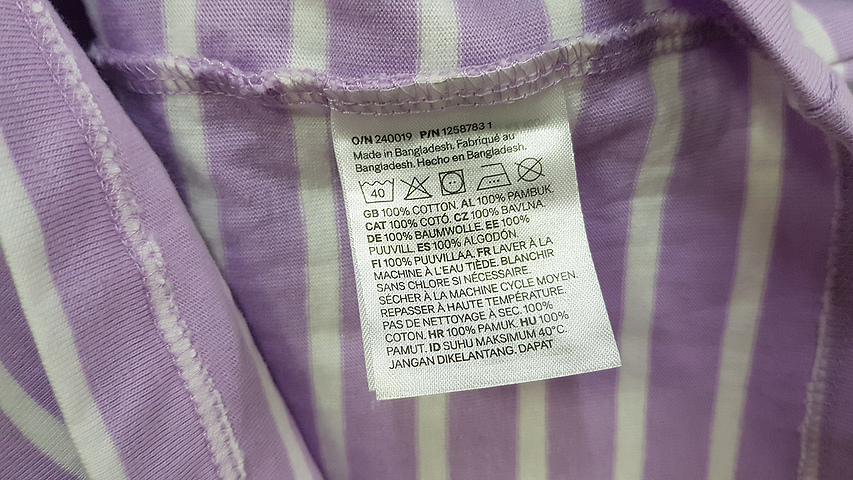 O/N 240019 P/N 1258783 1
Made in Bangladesh. Fabriqué au
Bangladesh. Hecho en Bangladesh.
40
GB 100% COTTON. AL 100% PAMBUK.
CAT 100% COTÓ. CZ 100% BAVLNA.
DE 100% BAUMWOLLE. EE 100%
PUUVILL. ES 100% ALGODÓN.
FI 100% PUUVILLAA. FR LAVER À LA
MACHINE À L'EAU TIÈDE. BLANCHIR
SANS CHLORE SI NÉCESSAIRE.
SÉCHER À LA MACHINE CYCLE MOYEN.
REPASSER À HAUTE TEMPÉRATURE.
PAS DE NETTOYAGE À SEC. 100%
COTON. HR 100% PAMUK. HU 100%
PAMUT. ID SUHU MAKSIMUM 40°C.
JANGAN DIKELANTANG. DAPAT